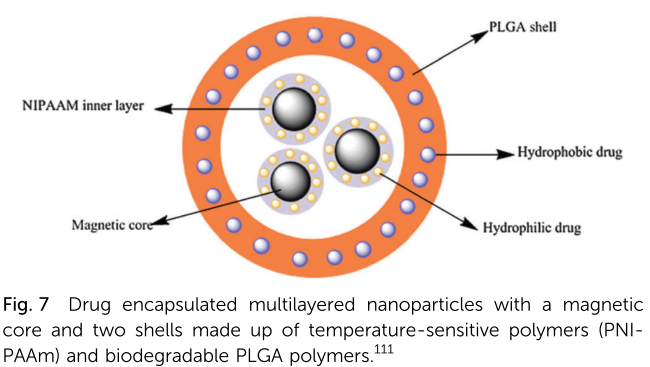 PLGA shell
NIPAAM inner layer
Hydrophobic drug
Magnetic core
Hydrophilic drug
Fig. 7 Drug encapsulated multilayered nanoparticles with a magnetic
core and two shells made up of temperature-sensitive polymers (PNI-
PAAm) and biodegradable PLGA polymers.111